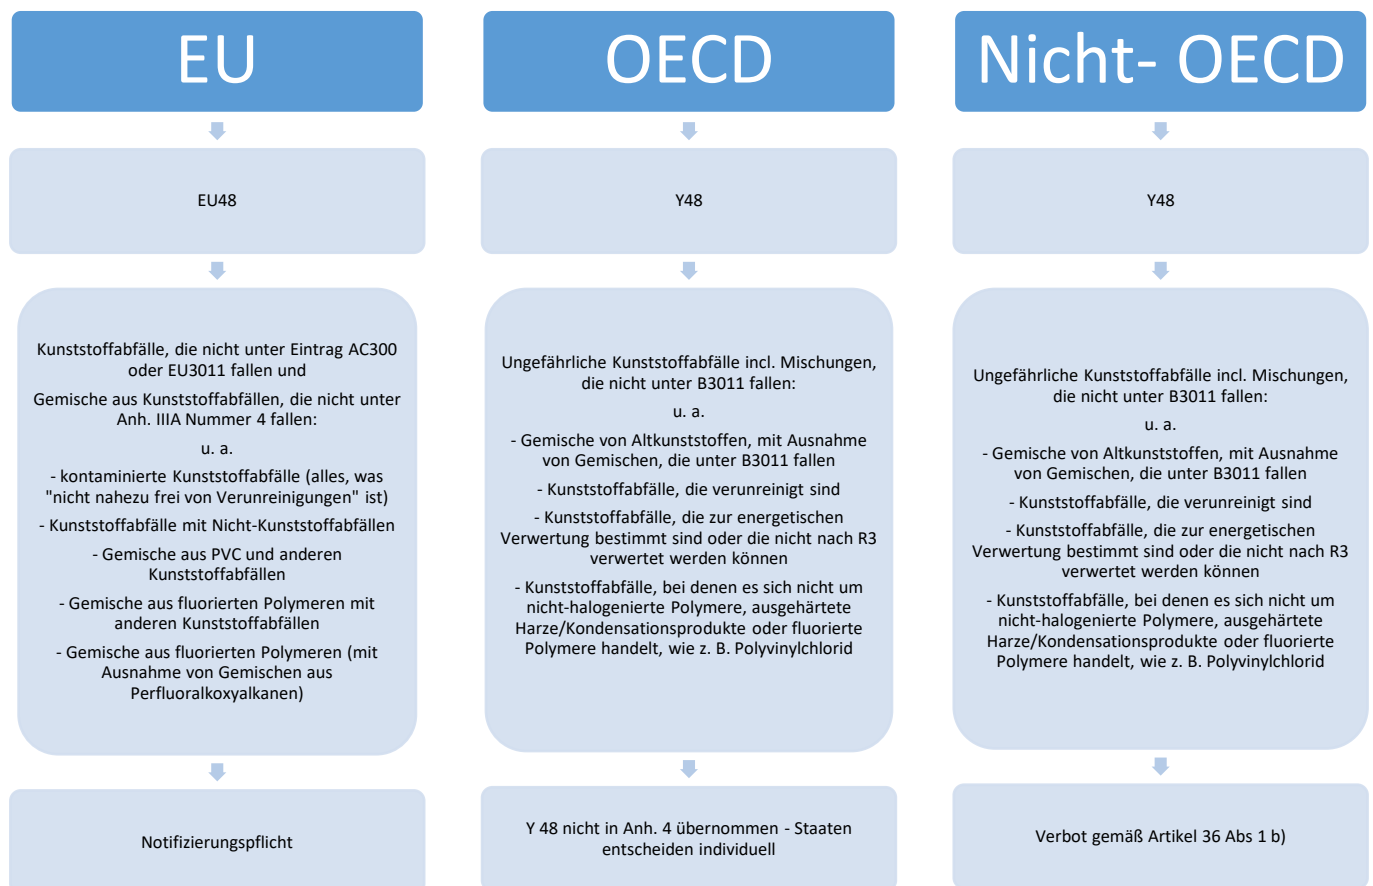 EU
EU48
Kunststoffabfälle, die nicht unter Eintrag AC300
oder EU3011 fallen und
Gemische aus Kunststoffabfällen, die nicht unter
Anh. IIIA Nummer 4 fallen:
u. a.
- kontaminierte Kunststoffabfälle (alles, was
"nicht nahezu frei von Verunreinigungen" ist)
- Kunststoffabfälle mit Nicht-Kunststoffabfällen
- Gemische aus PVC und anderen
Kunststoffabfällen
- Gemische aus fluorierten Polymeren mit
anderen Kunststoffabfällen
- Gemische aus fluorierten Polymeren (mit
Ausnahme von Gemischen aus
Perfluoralkoxyalkanen)
Notifizierungspflicht
OECD
Y48
Ungefährliche Kunststoffabfälle incl. Mischungen,
die nicht unter B3011 fallen:
u. a.
- Gemische von Altkunststoffen, mit Ausnahme
von Gemischen, die unter B3011 fallen
- Kunststoffabfälle, die verunreinigt sind
- Kunststoffabfälle, die zur energetischen
Verwertung bestimmt sind oder die nicht nach R3
verwertet werden können
- Kunststoffabfälle, bei denen es sich nicht um
nicht-halogenierte Polymere, ausgehärtete
Harze/Kondensationsprodukte oder fluorierte
Polymere handelt, wie z. B. Polyvinylchlorid
Y 48 nicht in Anh. 4 übernommen - Staaten
entscheiden individuell
Nicht- OECD
Y48
Ungefährliche Kunststoffabfälle incl. Mischungen,
die nicht unter B3011 fallen:
u. a.
- Gemische von Altkunststoffen, mit Ausnahme
von Gemischen, die unter B3011 fallen
- Kunststoffabfälle, die verunreinigt sind
- Kunststoffabfälle, die zur energetischen
Verwertung bestimmt sind oder die nicht nach R3
verwertet werden können
- Kunststoffabfälle, bei denen es sich nicht um
nicht-halogenierte Polymere, ausgehärtete
Harze/Kondensationsprodukte oder fluorierte
Polymere handelt, wie z. B. Polyvinylchlorid
Verbot gemäß Artikel 36 Abs 1 b)